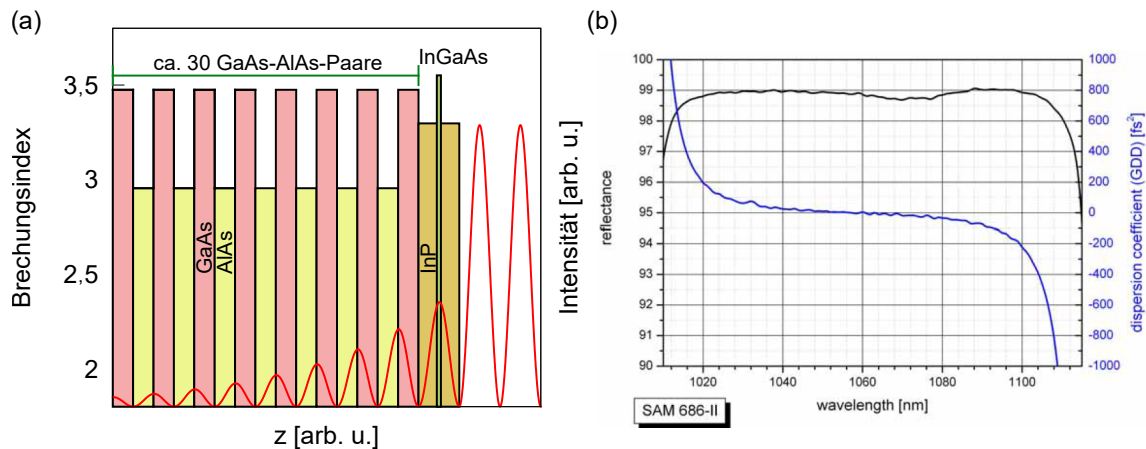 (a)
ca. 30 GaAs-AlAs-Paare
InGaAs
3,5
3
2,5
2
Brechungsindex
GaAs
AlAs
InP
Intensität [arb. u.]
z [arb. u.]
(b)
100
99
98
97
96
95
94
93
92
91
90
reflectance
1000
800
600
400
200
0
-200
-400
-600
-800
-1000
dispersion coefficient (GDD) [fs²]
1020
1040
1060
1080
1100
wavelength [nm]
SAM 686-II